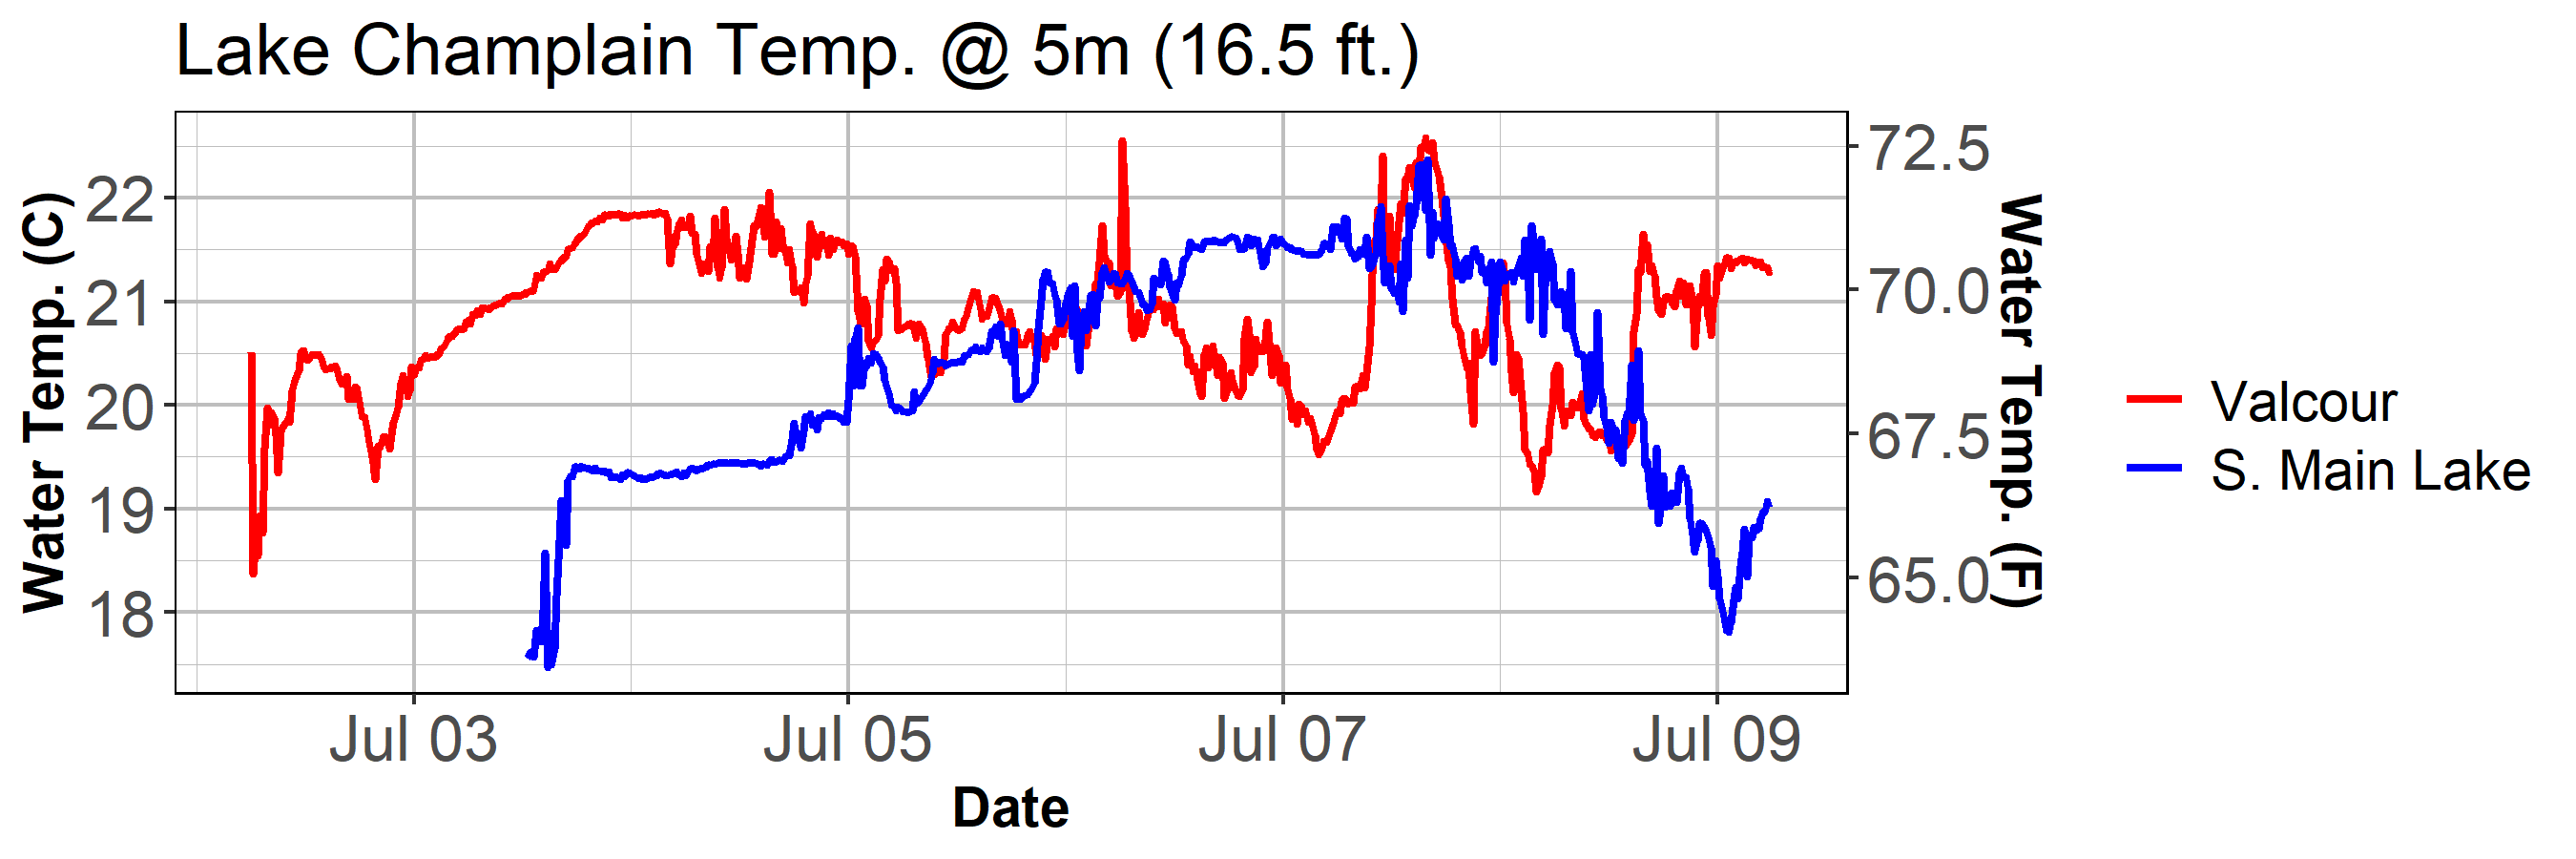 Lake Champlain Temp. @ 5m (16.5 ft.)
Water Temp. (C)
22
21
20
19
18
72.5
70.0
67.5
65.0
Water Temp. (F)
Jul 03
Jul 05
Jul 07
Jul 09
Date
Valcour
S. Main Lake